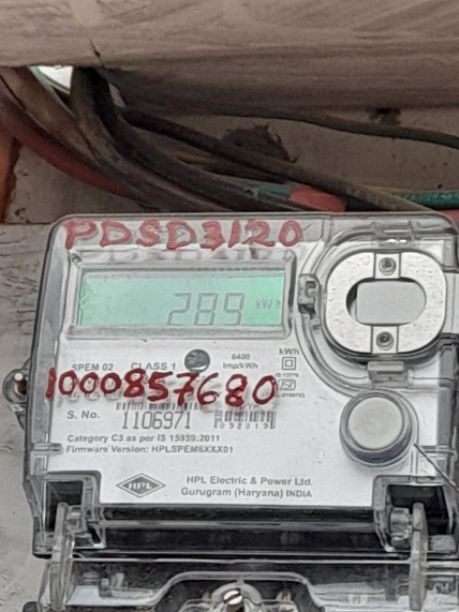 PDSD3120
289 kWh
SPEM 02 CLASS 1 6400 Imp/kWh kWh
1000857680
S. No. 1106971 092019
Category C3 as per IS 15959:2011
Firmware Version: HPLSPEM6XXX01
HPL HPL Electric & Power Ltd.
Gurugram (Haryana) INDIA